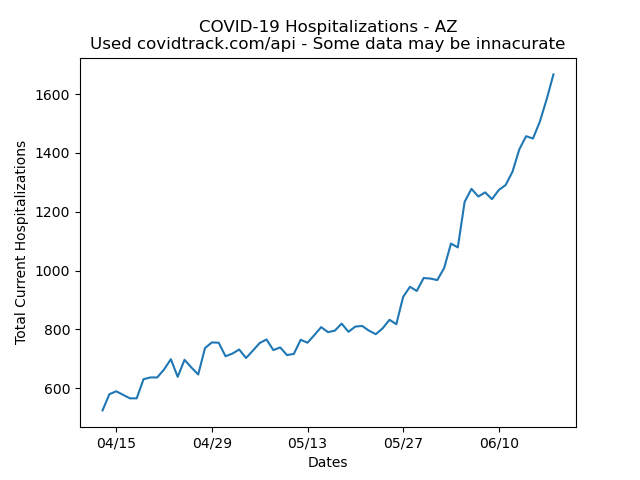 COVID-19 Hospitalizations - AZ
Used covidtrack.com/api - Some data may be innacurate
1600
1400
1200
1000
800
600
Total Current Hospitalizations
04/15 04/29 05/13 05/27 06/10
Dates